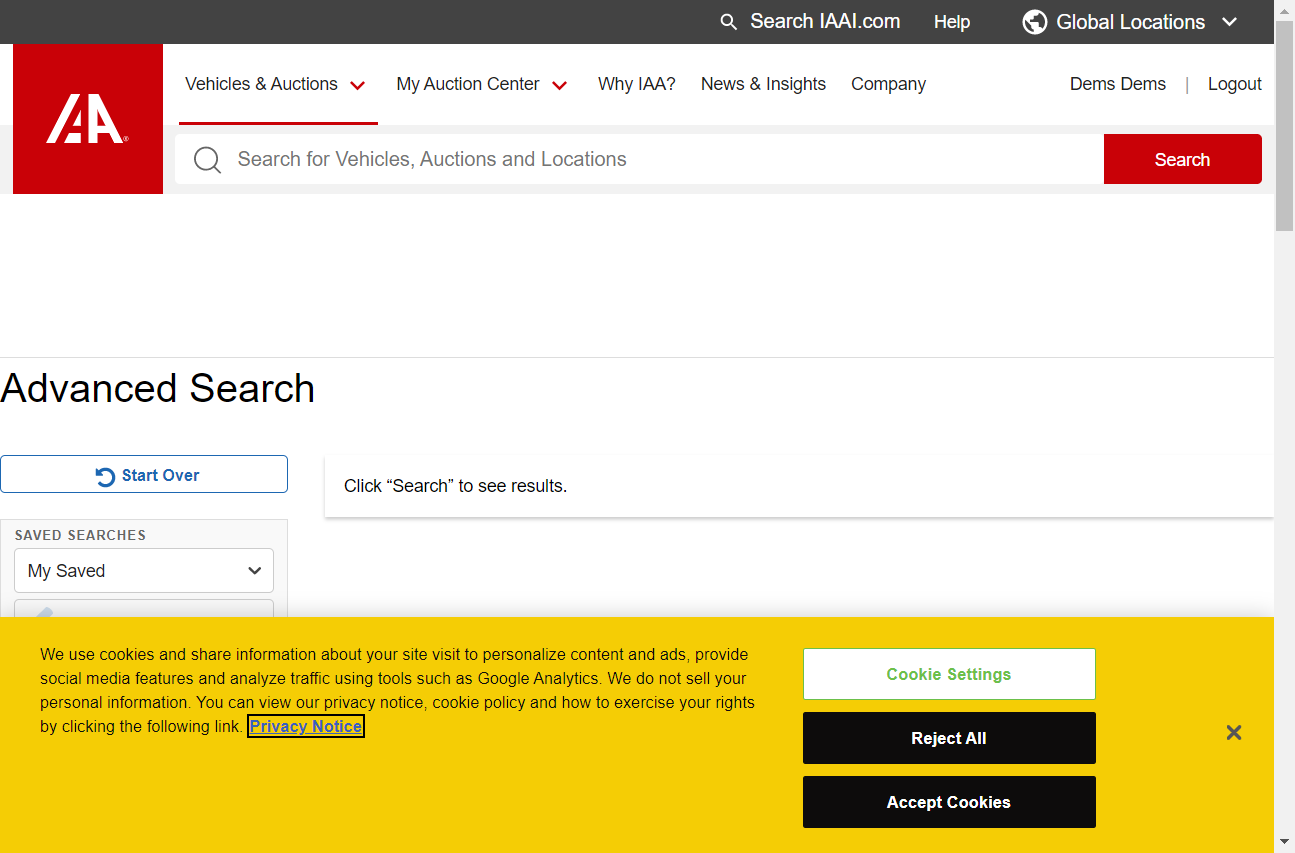 Search IAAI.com Help Global Locations
Vehicles & Auctions My Auction Center Why IAA? News & Insights Company Dems Dems | Logout
IAA®
Search for Vehicles, Auctions and Locations Search
Advanced Search
Start Over
Click “Search” to see results.
SAVED SEARCHES
My Saved
We use cookies and share information about your site visit to personalize content and ads, provide
social media features and analyze traffic using tools such as Google Analytics. We do not sell your
personal information. You can view our privacy notice, cookie policy and how to exercise your rights
by clicking the following link. Privacy Notice
Cookie Settings
Reject All
Accept Cookies